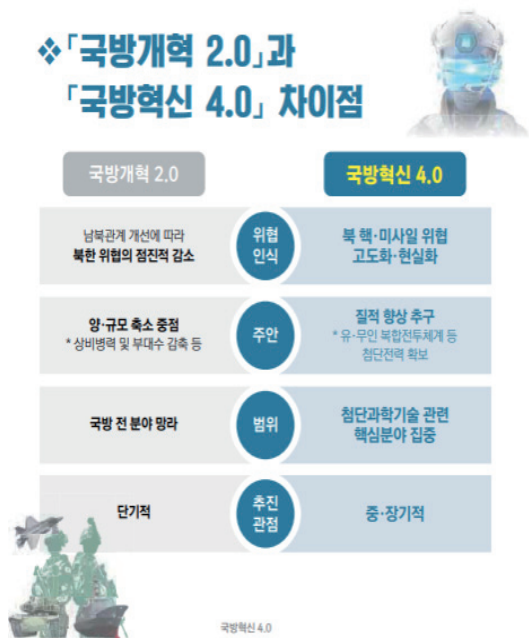 ❖「국방개혁 2.0」과
「국방혁신 4.0」 차이점
국방개혁 2.0
국방혁신 4.0
남북관계 개선에 따라
북한 위협의 점진적 감소
위협
인식
북 핵·미사일 위협
고도화·현실화
양·규모 축소 중점
* 상비병력 및 부대수 감축 등
주안
질적 향상 추구
* 유·무인 복합전투체계 등
첨단전력 확보
국방 전 분야 망라
범위
첨단과학기술 관련
핵심분야 집중
단기적
추진
관점
중·장기적
국방혁신 4.0